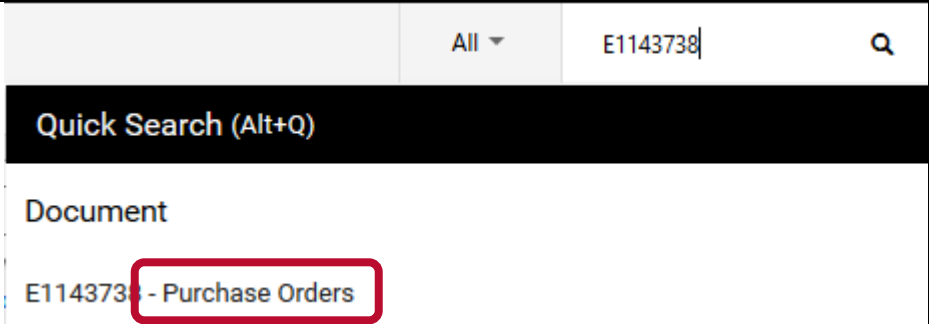 All E1143738
Quick Search (Alt+Q)
Document
E1143738 - Purchase Orders